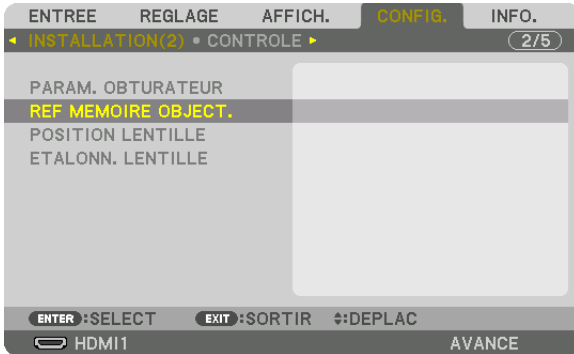 ENTREE REGLAGE AFFICH. CONFIG. INFO.
INSTALLATION(2) • CONTROLE 2/5
PARAM. OBTURATEUR
REF MEMOIRE OBJECT.
POSITION LENTILLE
ETALONN. LENTILLE
ENTER :SELECT EXIT :SORTIR :DEPLAC
HDMI1 AVANCE